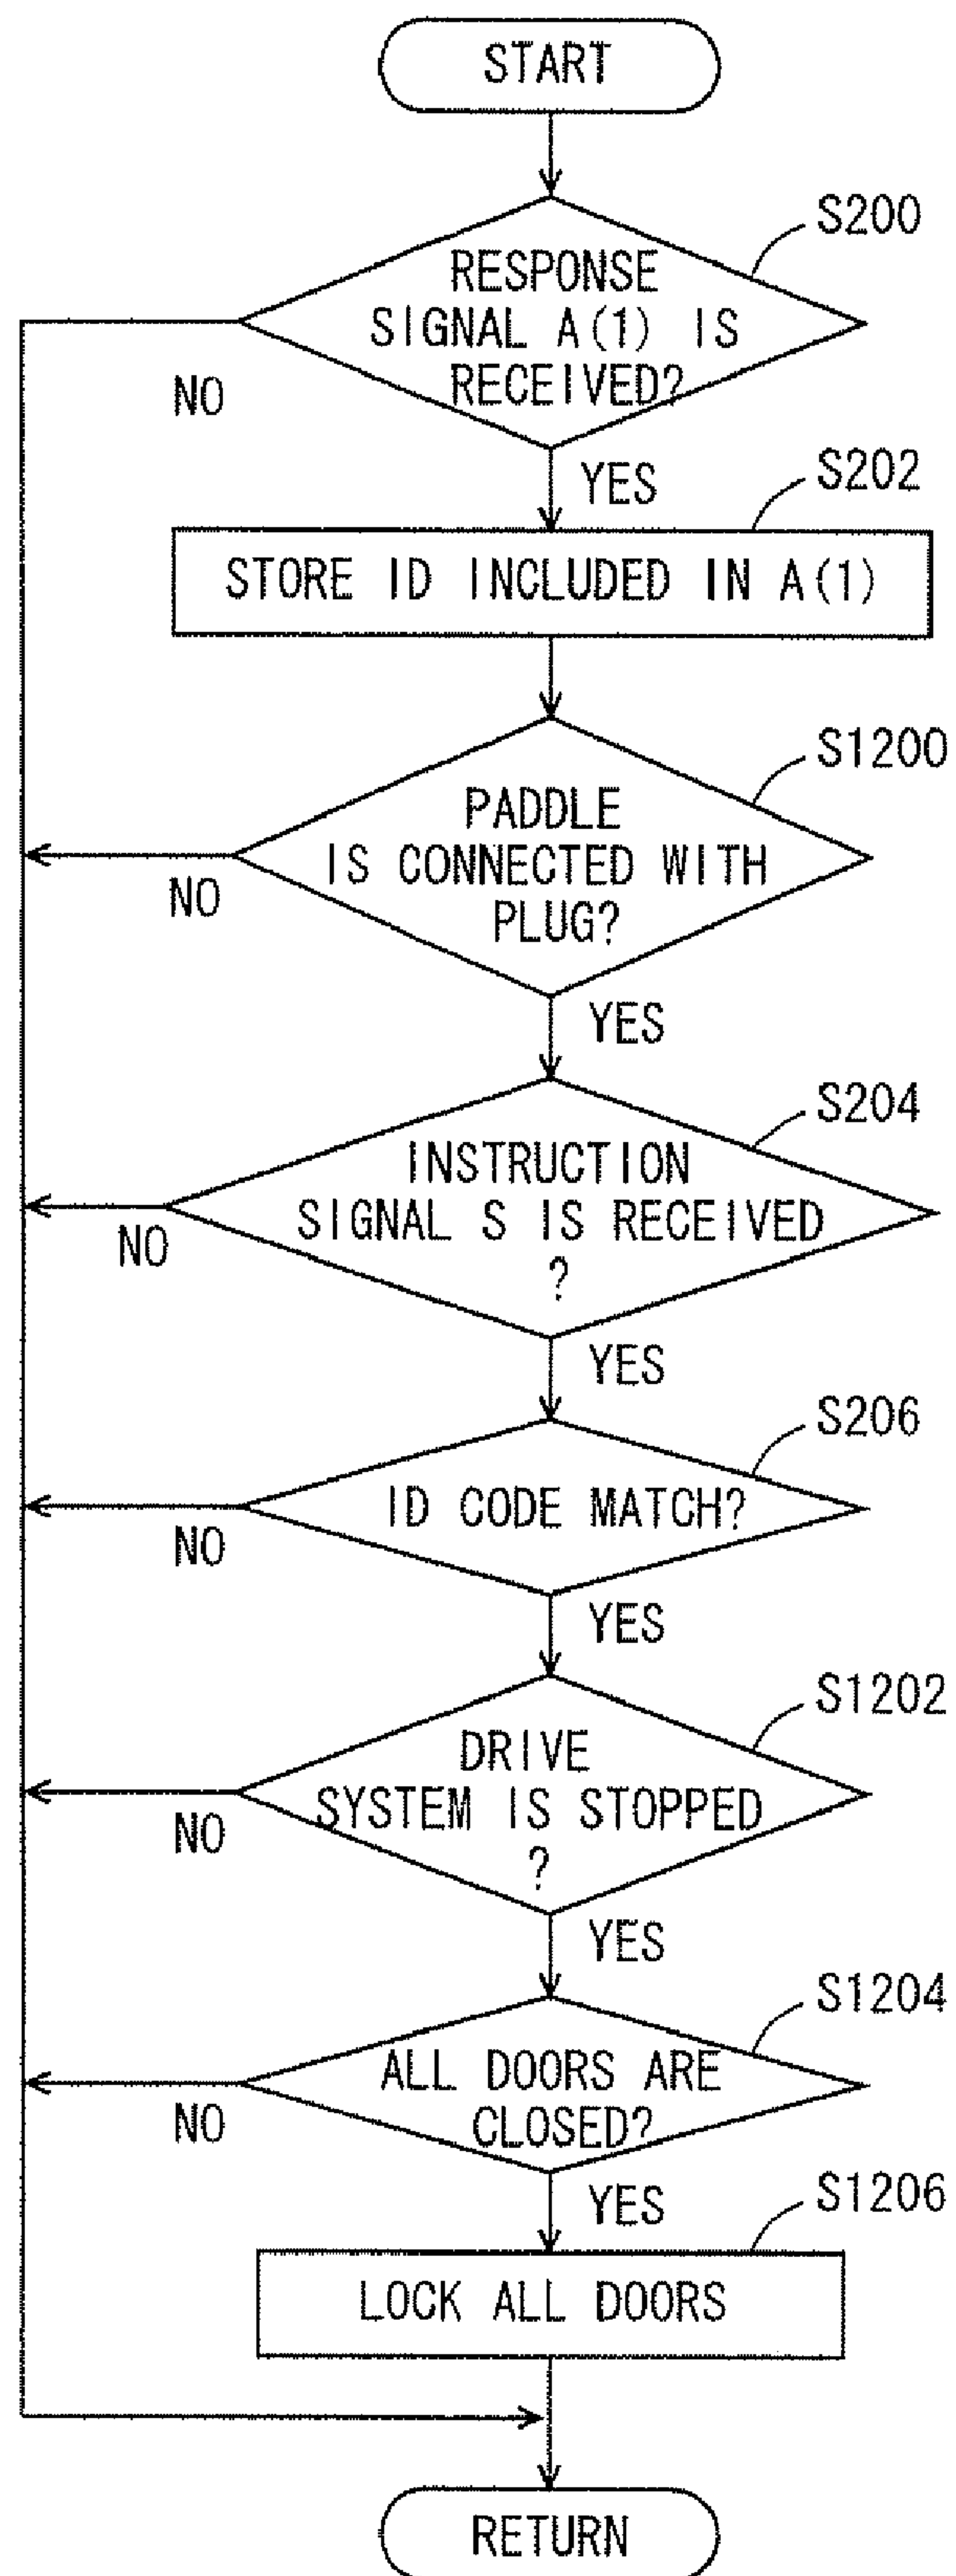 START
S200
RESPONSE
SIGNAL A(1) IS
RECEIVED?
NO
YES
S202
STORE ID INCLUDED IN A(1)
S1200
PADDLE
IS CONNECTED WITH
PLUG?
NO
YES
S204
INSTRUCTION
SIGNAL S IS RECEIVED
?
NO
YES
S206
ID CODE MATCH?
NO
YES
S1202
DRIVE
SYSTEM IS STOPPED
?
NO
YES
S1204
ALL DOORS ARE
CLOSED?
NO
YES
S1206
LOCK ALL DOORS
RETURN